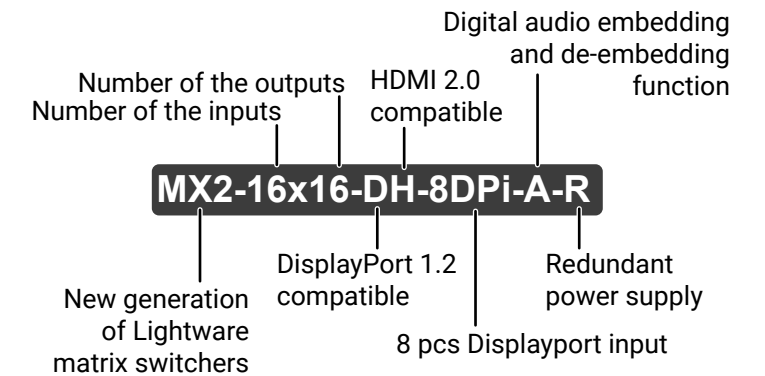 Digital audio embedding
and de-embedding
function
Number of the outputs
HDMI 2.0
compatible
Number of the inputs
MX2-16x16-DH-8DPi-A-R
DisplayPort 1.2
compatible
Redundant
power supply
New generation
of Lightware
matrix switchers
8 pcs Displayport input